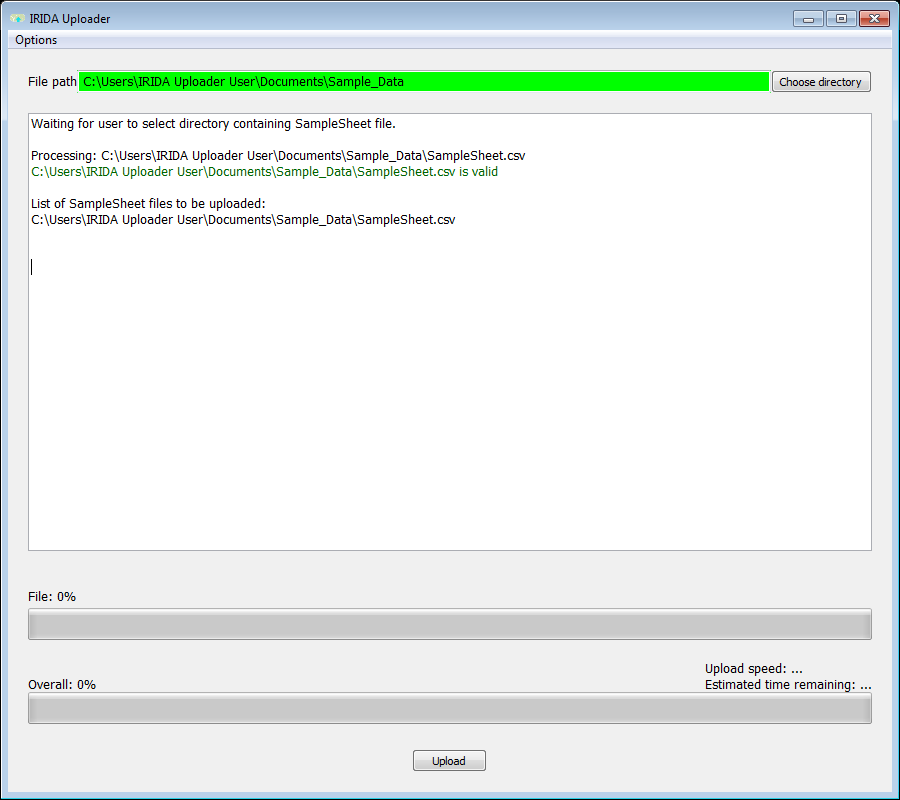 IRIDA Uploader
Options
File path C:\Users\IRIDA Uploader User\Documents\Sample_Data Choose directory
Waiting for user to select directory containing SampleSheet file.
Processing: C:\Users\IRIDA Uploader User\Documents\Sample_Data\SampleSheet.csv
C:\Users\IRIDA Uploader User\Documents\Sample_Data\SampleSheet.csv is valid
List of SampleSheet files to be uploaded:
C:\Users\IRIDA Uploader User\Documents\Sample_Data\SampleSheet.csv
File: 0%
Upload speed: ...
Overall: 0% Estimated time remaining: ...
Upload